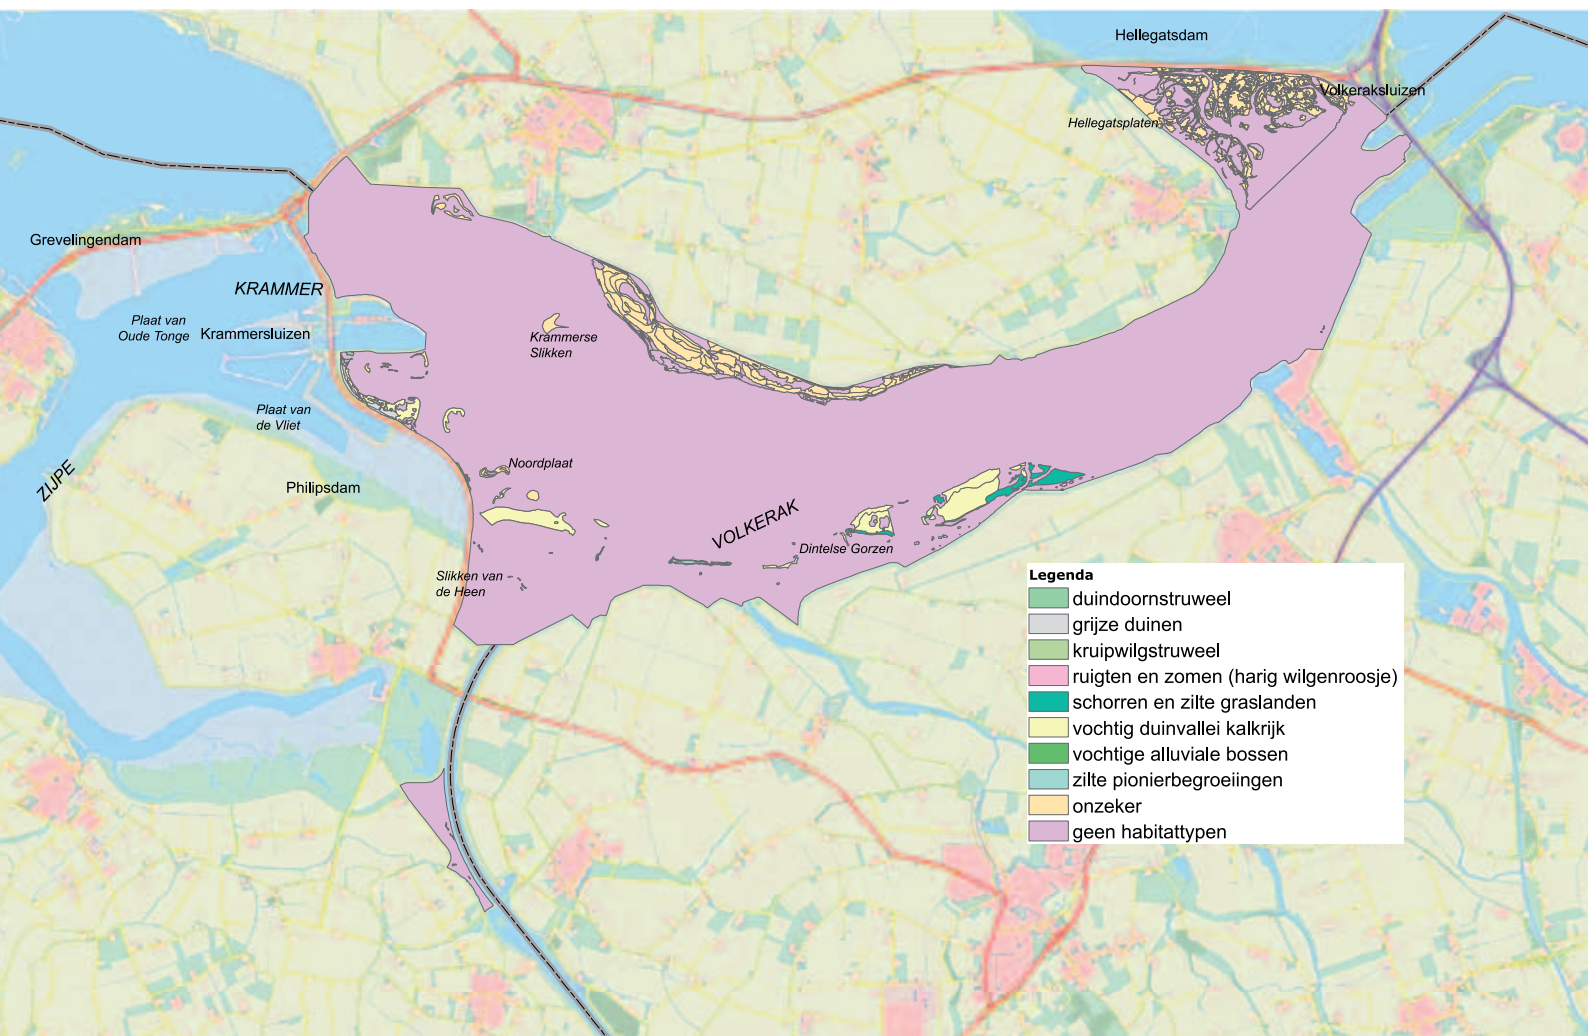 Hellegatsdam
Volkeraksluizen
Hellegatsplaten
Grevelingendam
KRAMMER
Plaat van
Oude Tonge
Krammersluizen
Krammerse
Slikken
Plaat van
de Vliet
ZIJPE
Noordplaat
Philipsdam
VOLKERAK
Dintelse Gorzen
Slikken van
de Heen
Legenda
duindoornstruweel
grijze duinen
kruipwilgstruweel
ruigten en zomen (harig wilgenroosje)
schorren en zilte graslanden
vochtig duinvallei kalkrijk
vochtige alluviale bossen
zilte pionierbegroeiingen
onzeker
geen habitattypen